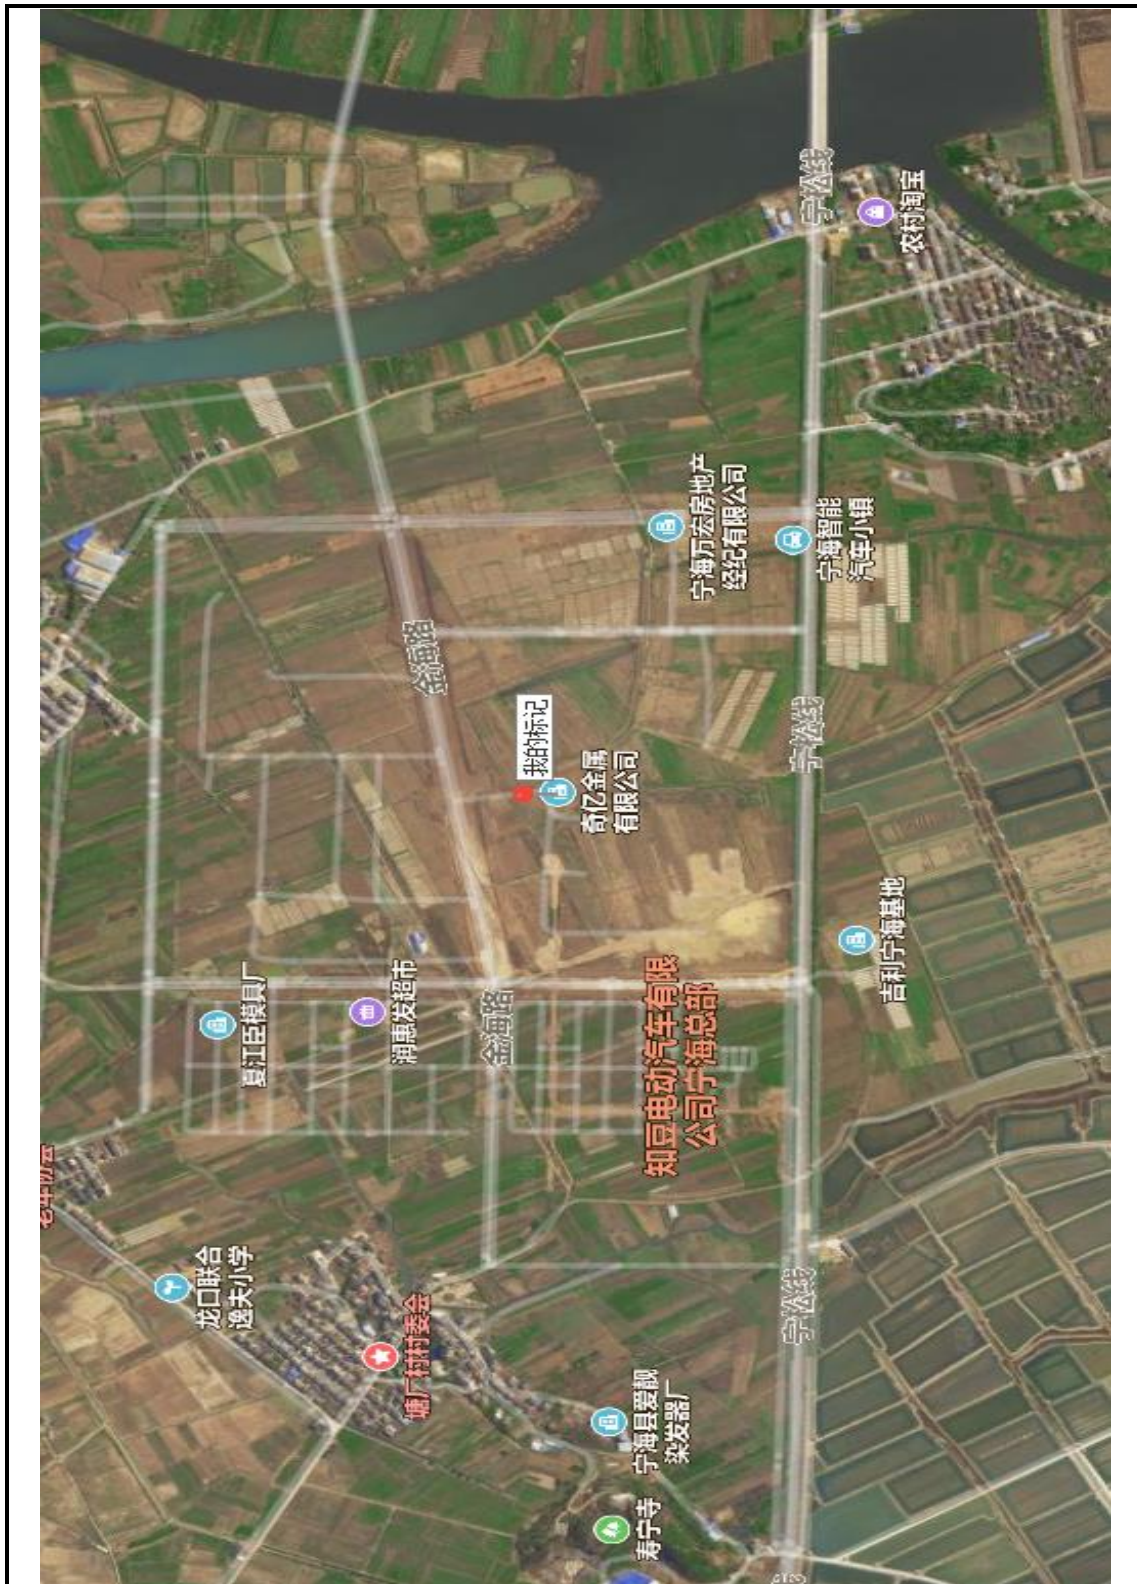 宁松线
农村淘宝
宁海万宏房地产
经纪有限公司
宁海智能
汽车小镇
金海路
我的标记
奇亿金属
有限公司
宁松线
吉利宁海基地
夏江臣模具厂
润惠发超市
金海路
知豆电动汽车有限
公司宁海总部
龙口联合
逸夫小学
塘厂村村委会
宁松线
宁海县爱靓
染发器厂
寿宁寺